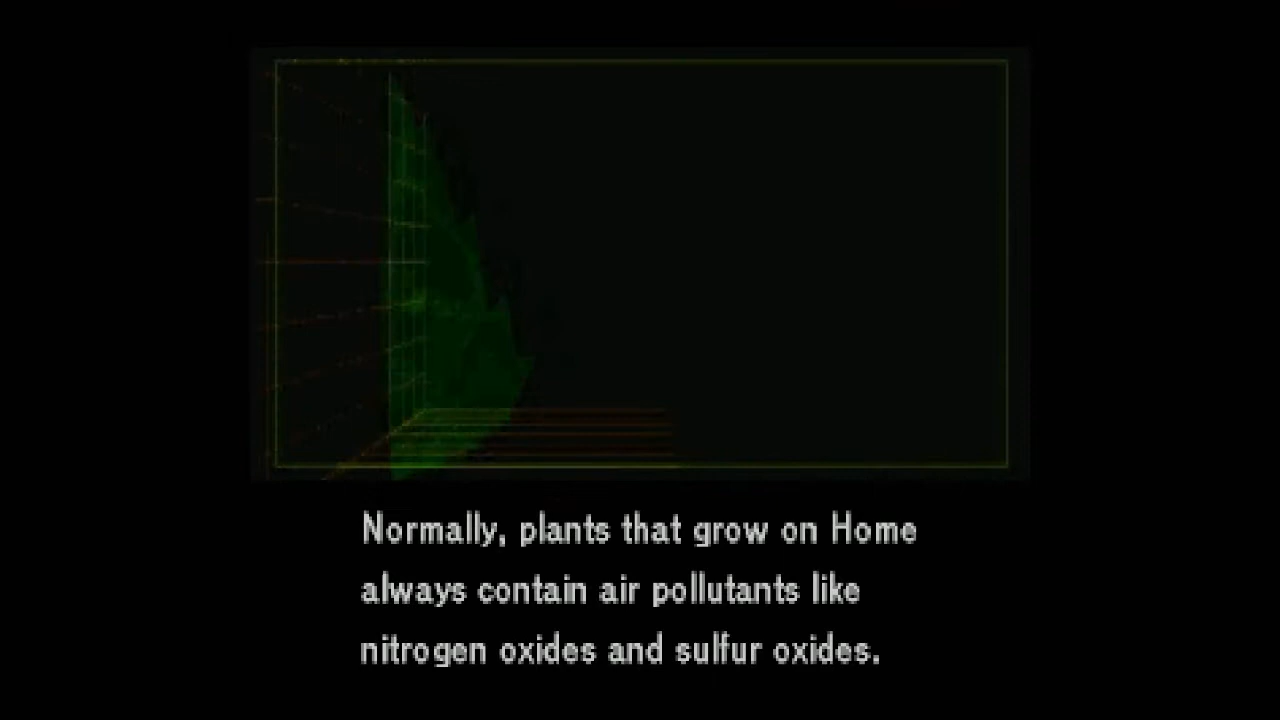 Normally, plants that grow on Home
always contain air pollutants like
nitrogen oxides and sulfur oxides.